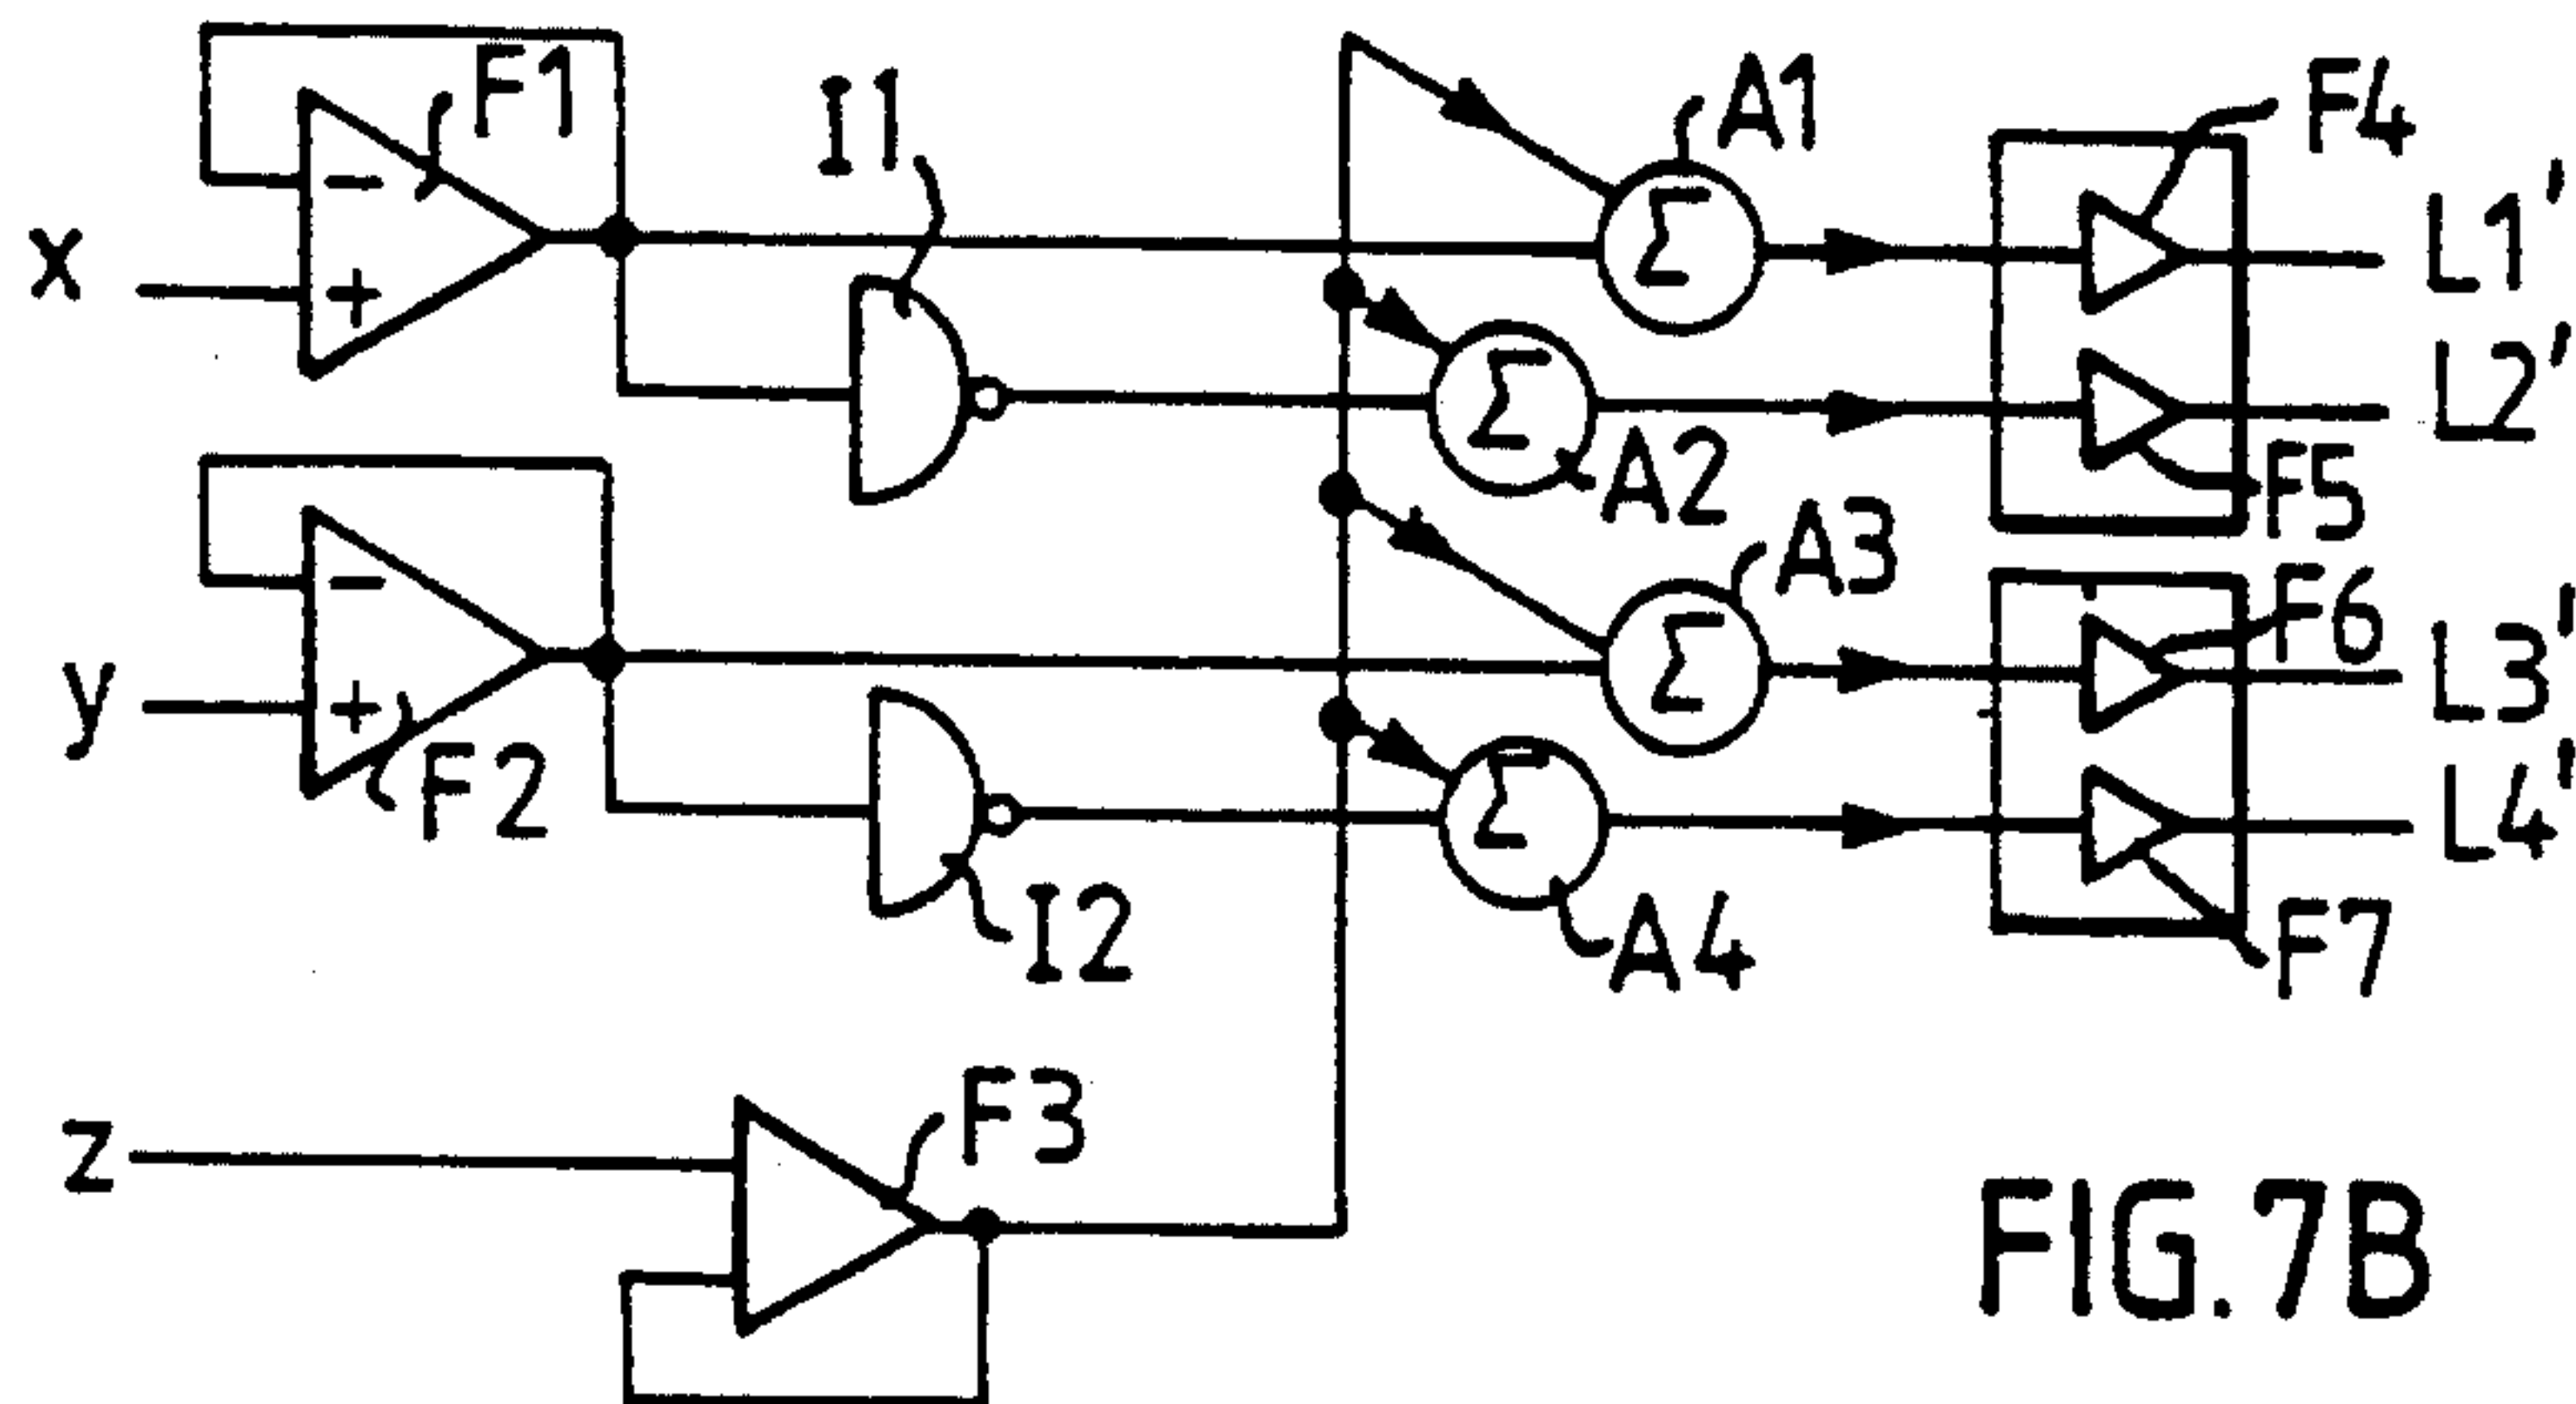 F1
I1
A1
F4
x
-
+
Σ
L1'
L2'
Σ
A2
F5
A3
F6
-
Σ
L3'
y
+
F2
Σ
L4'
I2
A4
F7
F3
z
FIG.7B